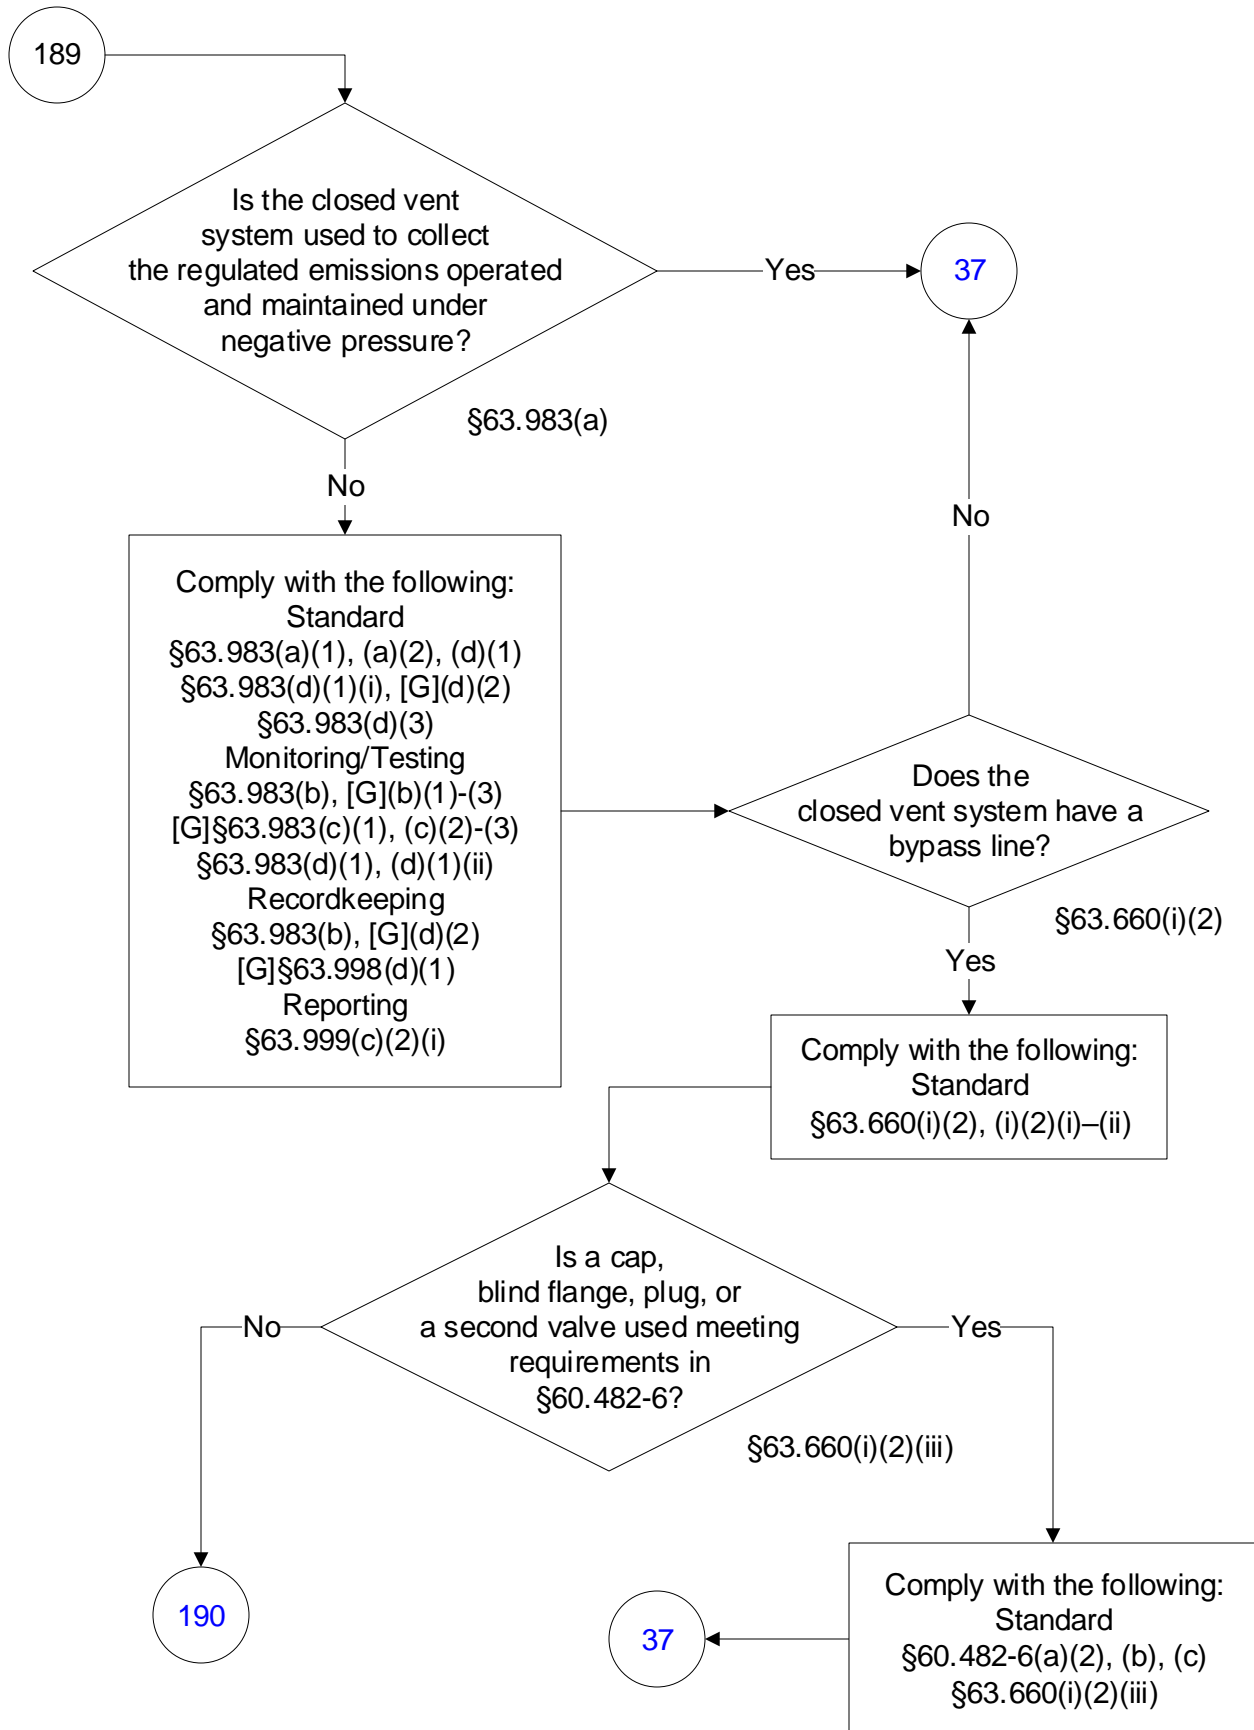 189
Is the closed vent
system used to collect
the regulated emissions operated
and maintained under
negative pressure?
Yes
37
§63.983(a)
No
No
Comply with the following:
Standard
§63.983(a)(1), (a)(2), (d)(1)
§63.983(d)(1)(i), [G](d)(2)
§63.983(d)(3)
Monitoring/Testing
§63.983(b), [G](b)(1)-(3)
[G]§63.983(c)(1), (c)(2)-(3)
§63.983(d)(1), (d)(1)(ii)
Recordkeeping
§63.983(b), [G](d)(2)
[G]§63.998(d)(1)
Reporting
§63.999(c)(2)(i)
Does the
closed vent system have a
bypass line?
§63.660(i)(2)
Yes
Comply with the following:
Standard
§63.660(i)(2), (i)(2)(i)–(ii)
Is a cap,
blind flange, plug, or
a second valve used meeting
requirements in
§60.482-6?
No
Yes
§63.660(i)(2)(iii)
190
37
Comply with the following:
Standard
§60.482-6(a)(2), (b), (c)
§63.660(i)(2)(iii)